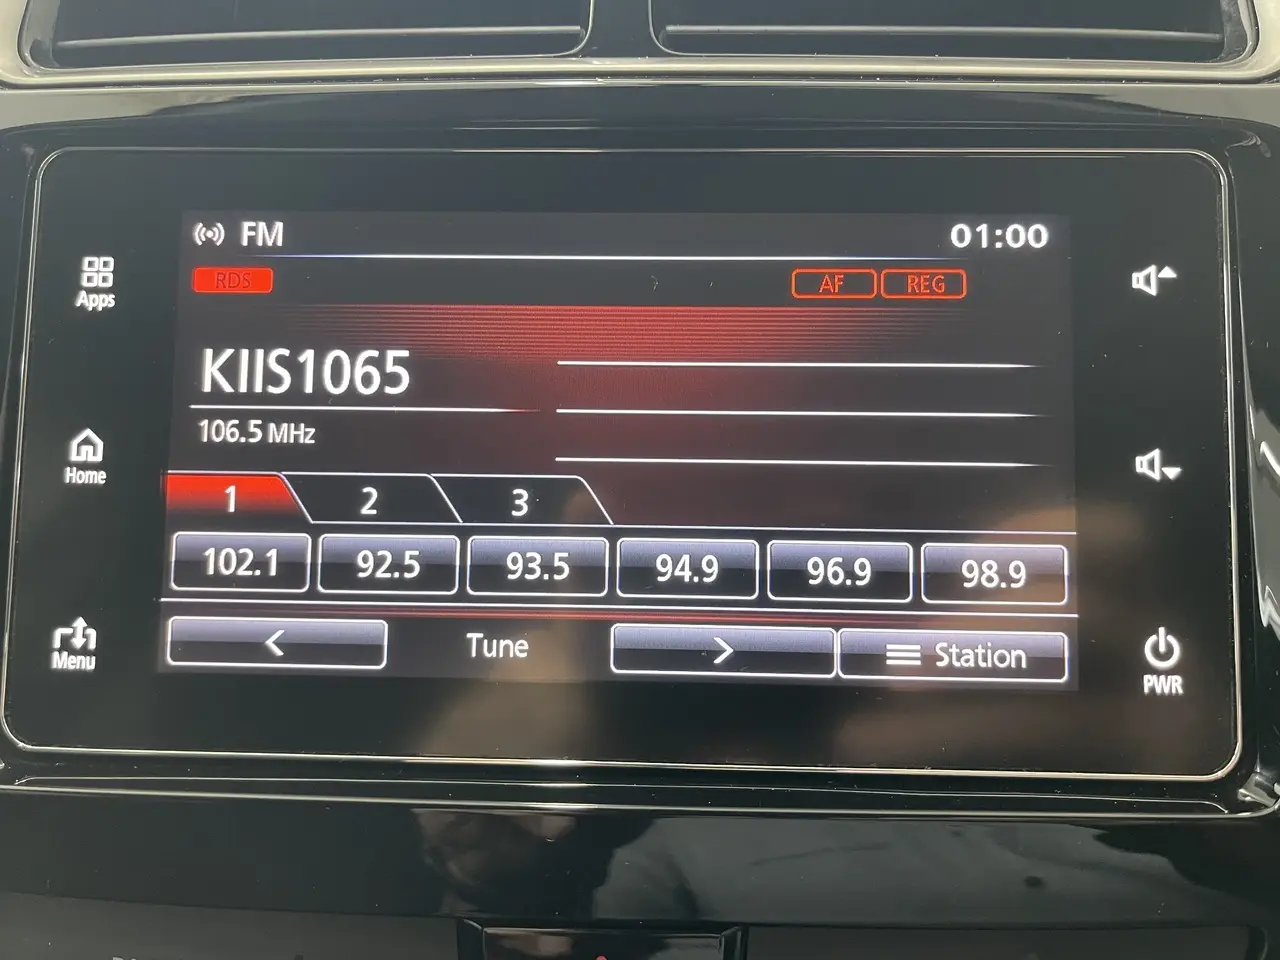 FM 01:00
RDS AF REG
Apps
KIIS1065
106.5 MHz
Home
1 2 3
102.1 92.5 93.5 94.9 96.9 98.9
< Tune > Station
Menu
PWR